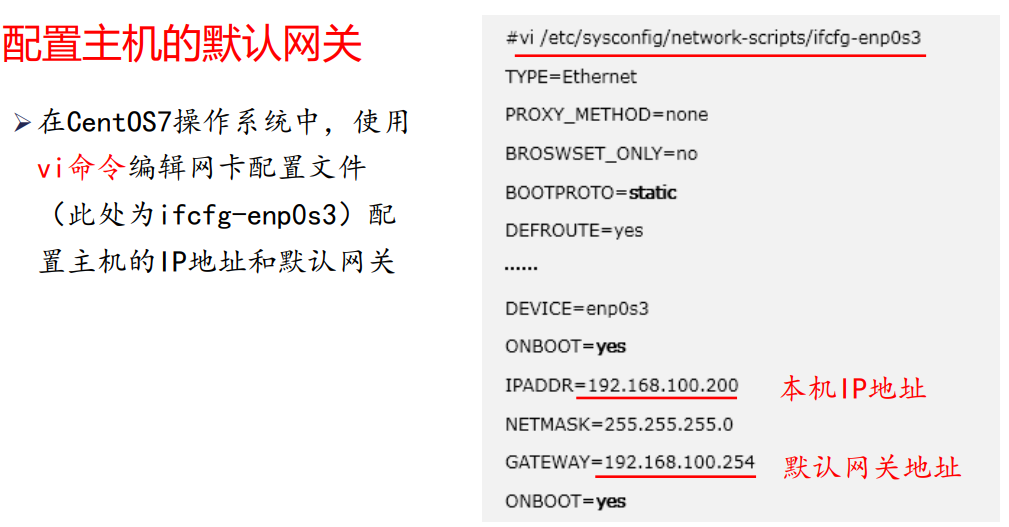 配置主机的默认网关
➢在CentOS7操作系统中，使用
vi命令编辑网卡配置文件
（此处为ifcfg-enp0s3）配
置主机的IP地址和默认网关
#vi /etc/sysconfig/network-scripts/ifcfg-enp0s3
TYPE=Ethernet
PROXY_METHOD=none
BROSWSET_ONLY=no
BOOTPROTO=static
DEFROUTE=yes
......
DEVICE=enp0s3
ONBOOT=yes
IPADDR=192.168.100.200 本机IP地址
NETMASK=255.255.255.0
GATEWAY=192.168.100.254 默认网关地址
ONBOOT=yes